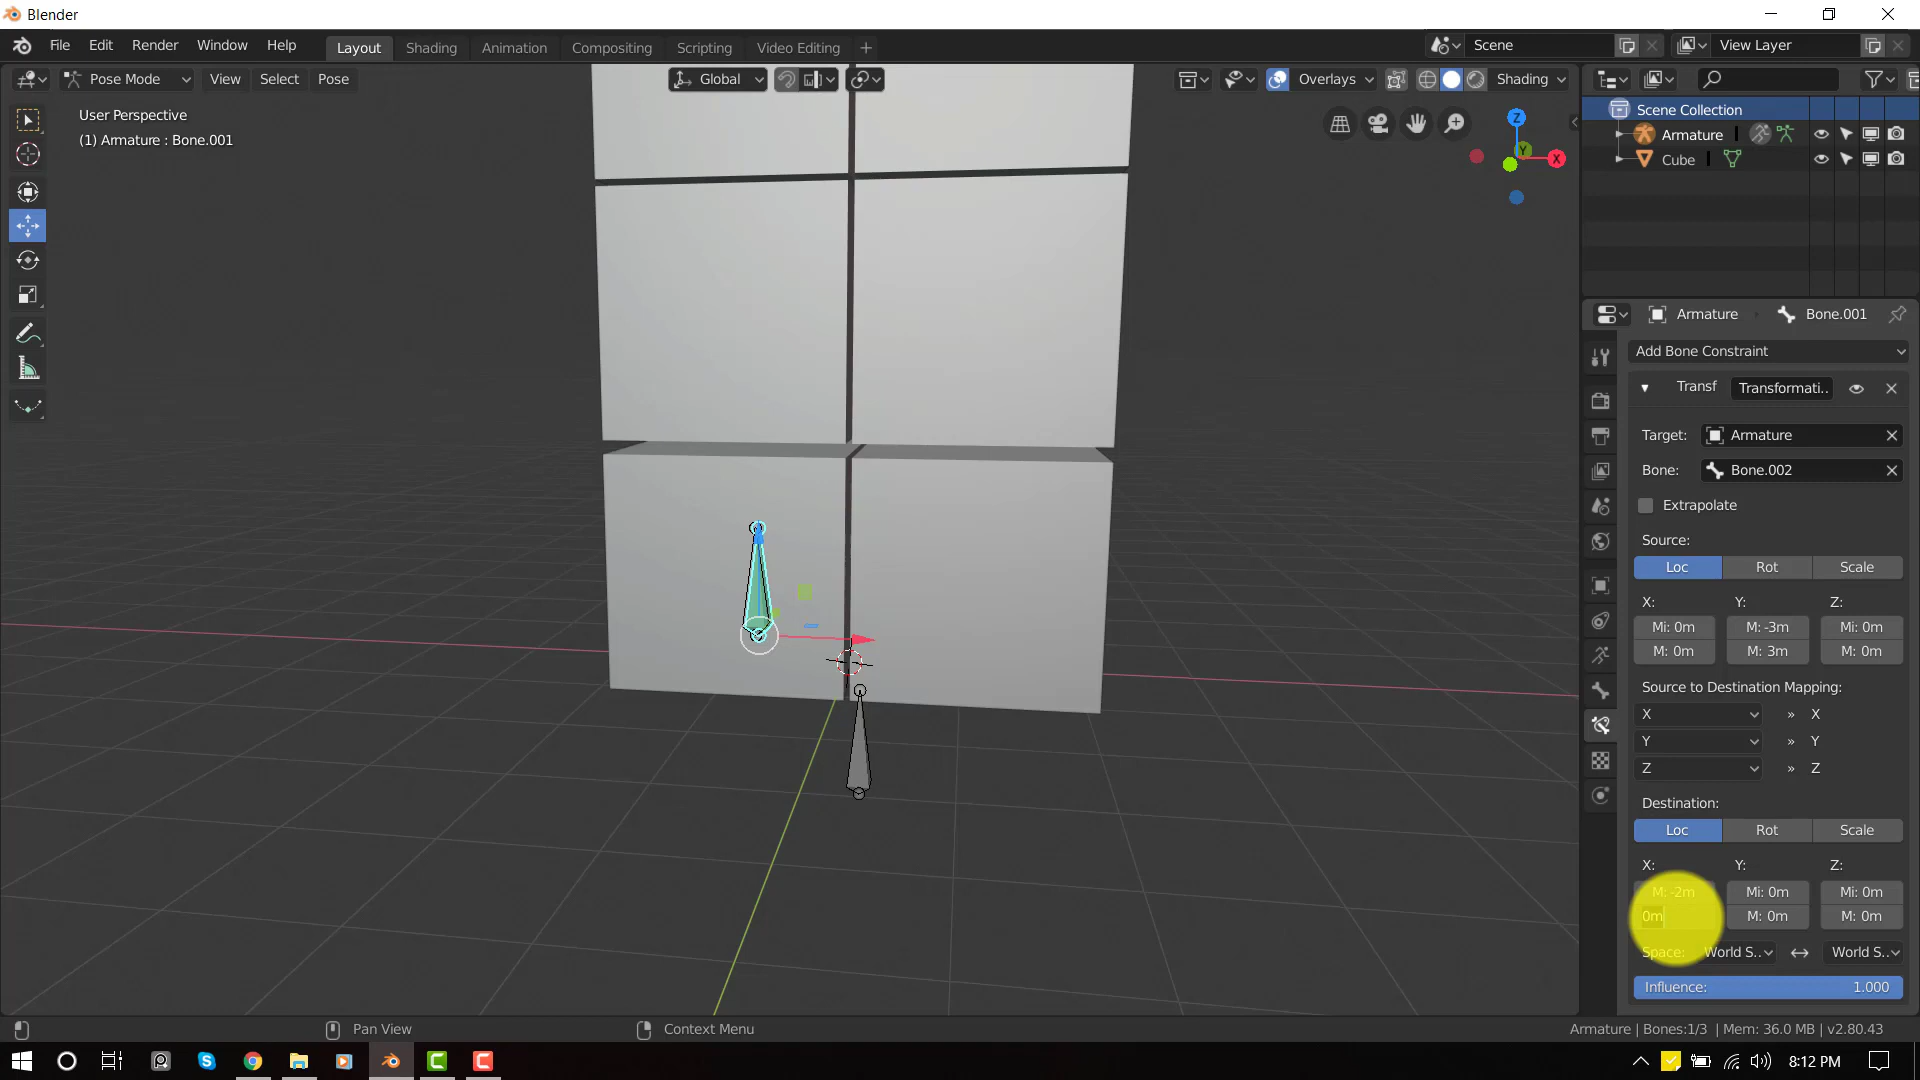 Blender
File Edit Render Window Help Layout Shading Animation Compositing Scripting Video Editing + Scene View Layer
Pose Mode View Select Pose Global Overlays Shading
User Perspective
(1) Armature : Bone.001
Z
Y
X
Scene Collection
Armature
Cube
Armature Bone.001
Add Bone Constraint
Transf Transformati..
Target: Armature
Bone: Bone.002
Extrapolate
Source:
Loc Rot Scale
X: Y: Z:
Mi: 0m M: -3m Mi: 0m
M: 0m M: 3m M: 0m
Source to Destination Mapping:
X » X
Y » Y
Z » Z
Destination:
Loc Rot Scale
X: Y: Z:
M: -2m Mi: 0m Mi: 0m
0m M: 0m M: 0m
Space: World S.. World S..
Influence: 1.000
Pan View Context Menu Armature | Bones:1/3 | Mem: 36.0 MB | v2.80.43
8:12 PM